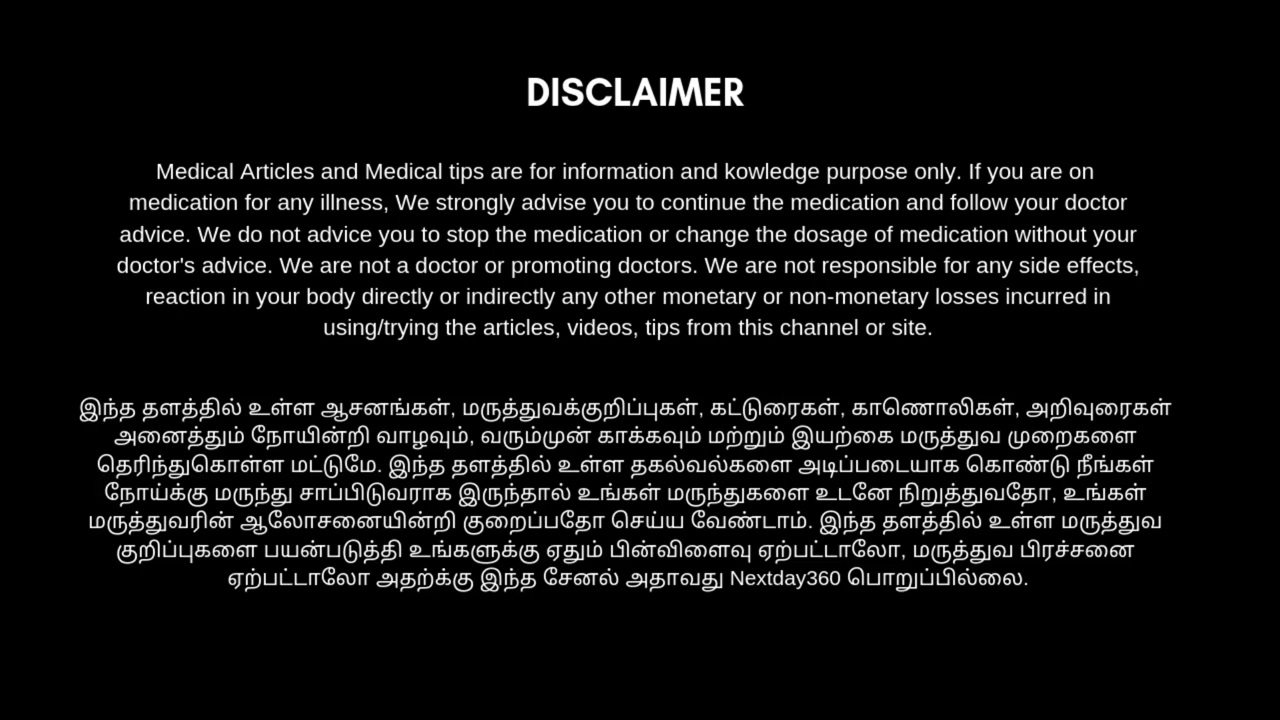 DISCLAIMER
Medical Articles and Medical tips are for information and kowledge purpose only. If you are on
medication for any illness, We strongly advise you to continue the medication and follow your doctor
advice. We do not advice you to stop the medication or change the dosage of medication without your
doctor's advice. We are not a doctor or promoting doctors. We are not responsible for any side effects,
reaction in your body directly or indirectly any other monetary or non-monetary losses incurred in
using/trying the articles, videos, tips from this channel or site.
இந்த தளத்தில் உள்ள ஆசனங்கள், மருத்துவக்குறிப்புகள், கட்டுரைகள், காணொலிகள், அறிவுரைகள்
அனைத்தும் நோயின்றி வாழவும், வரும்முன் காக்கவும் மற்றும் இயற்கை மருத்துவ முறைகளை
தெரிந்துகொள்ள மட்டுமே. இந்த தளத்தில் உள்ள தகல்வல்களை அடிப்படையாக கொண்டு நீங்கள்
நோய்க்கு மருந்து சாப்பிடுவராக இருந்தால் உங்கள் மருந்துகளை உடனே நிறுத்துவதோ, உங்கள்
மருத்துவரின் ஆலோசனையின்றி குறைப்பதோ செய்ய வேண்டாம். இந்த தளத்தில் உள்ள மருத்துவ
குறிப்புகளை பயன்படுத்தி உங்களுக்கு ஏதும் பின்விளைவு ஏற்பட்டாலோ, மருத்துவ பிரச்சனை
ஏற்பட்டாலோ அதற்க்கு இந்த சேனல் அதாவது Nextday360 பொறுப்பில்லை.